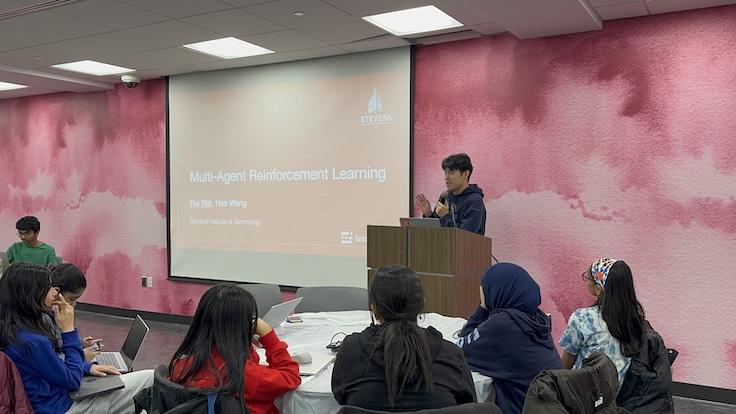 STEVENS
Multi-Agent Reinforcement Learning
Rui Wei, Hao Wang
Stevens Institute of Technology